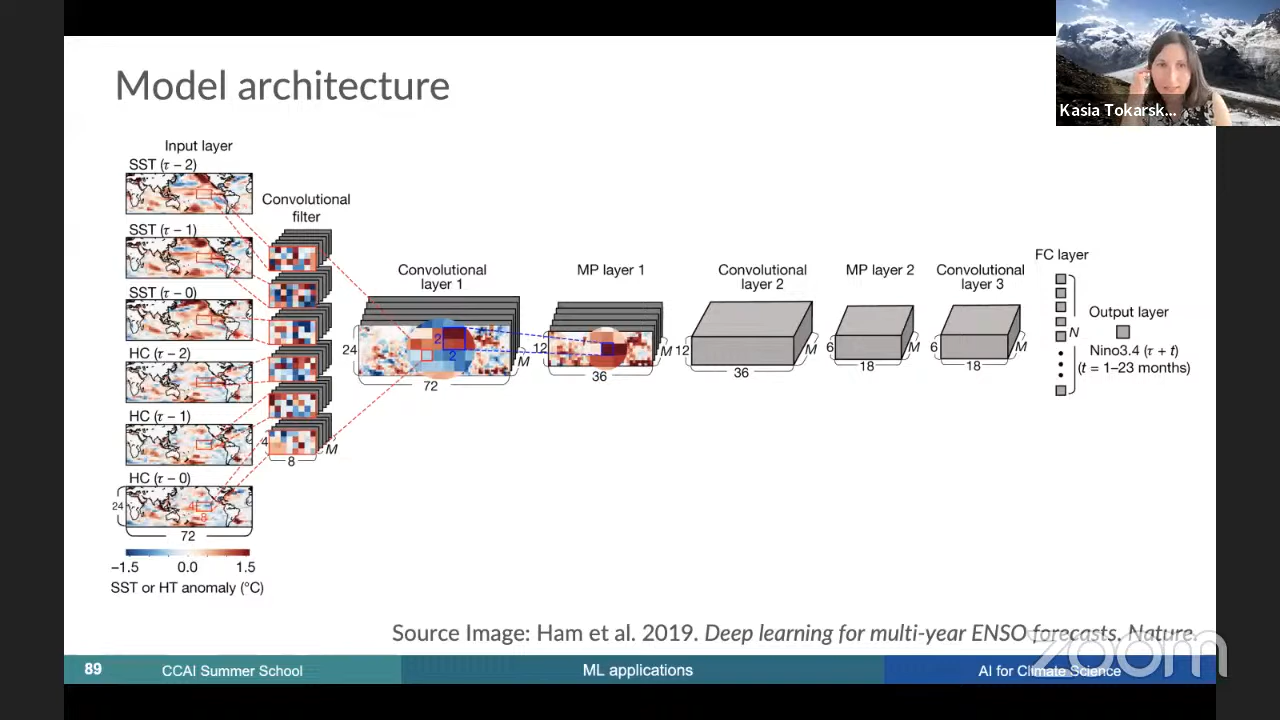 Model architecture
Kasia Tokarsk...
Input layer
SST (τ − 2)
SST (τ − 1)
SST (τ − 0)
HC (τ − 2)
HC (τ − 1)
HC (τ − 0)
24
72
4
8
−1.5 0.0 1.5
SST or HT anomaly (°C)
Convolutional
filter
4
8
M
Convolutional
layer 1
24
2
2
M
72
MP layer 1
12
M
36
Convolutional
layer 2
12
M
36
MP layer 2
6
M
18
Convolutional
layer 3
6
M
18
FC layer
N
Output layer
Nino3.4 (τ + t)
(t = 1–23 months)
Source Image: Ham et al. 2019. Deep learning for multi-year ENSO forecasts. Nature.
zoom
89 CCAI Summer School ML applications AI for Climate Science